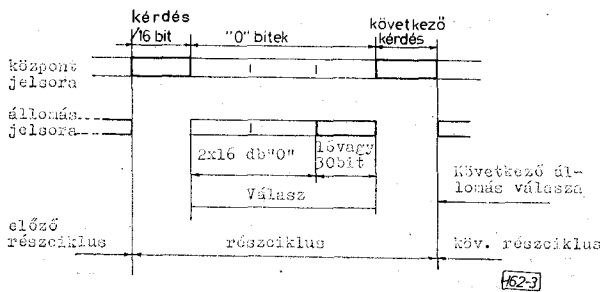 kérdés
16 bit
"0" bitek
következő
kérdés
központ
jelsora
állomás
jelsora
2x16 db"0"
16vagy
30bit
Válasz
Következő ál-
lomás válasza
előző
részciklus
részciklus
köv. részciklus
H62-3